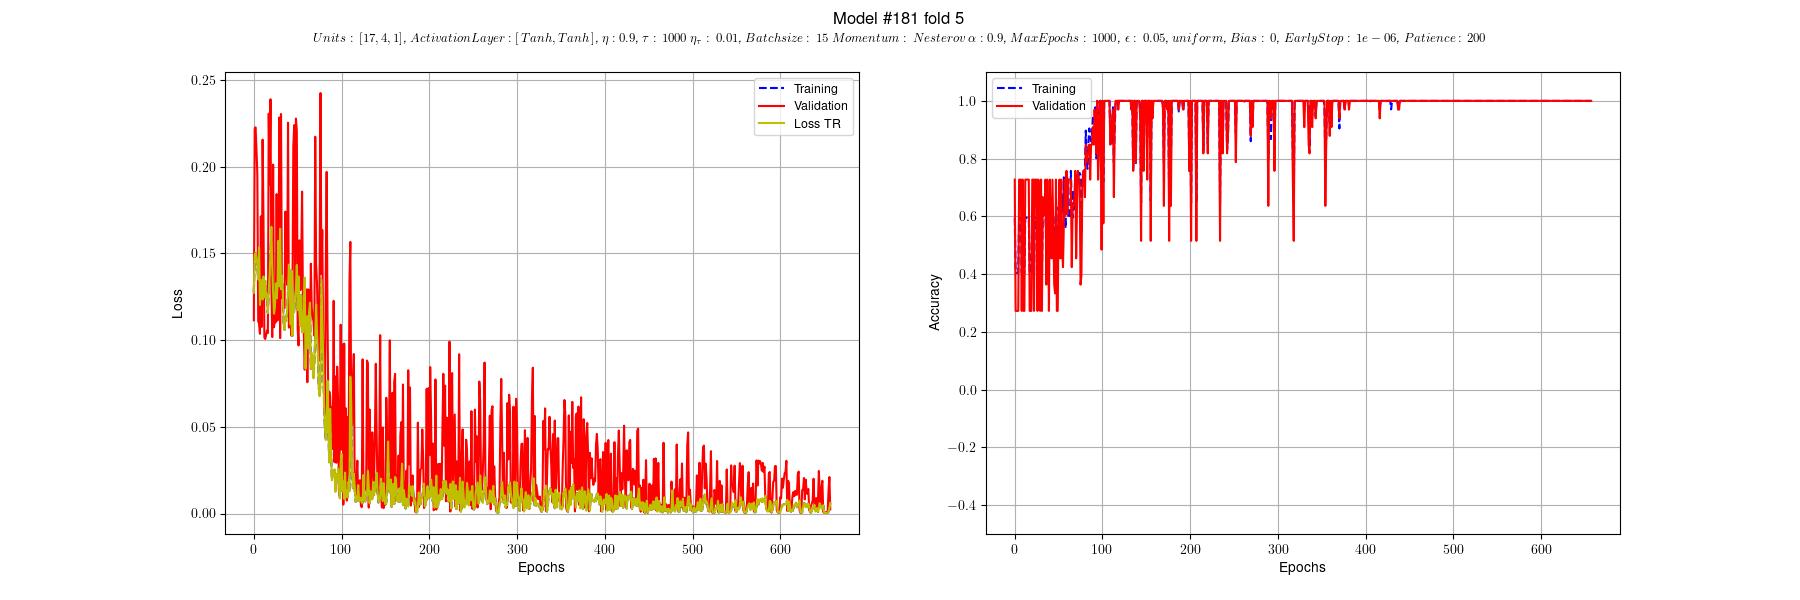 Model #181 fold 5
Units : [17, 4, 1], ActivationLayer : [Tanh, Tanh], η : 0.9, τ : 1000 η_τ : 0.01, Batchsize : 15 Momentum : Nesterov α : 0.9, MaxEpochs : 1000, ϵ : 0.05, uniform, Bias : 0, EarlyStop : 1e − 06, Patience : 200
Training
Validation
Loss TR
0.25
0.20
0.15
0.10
0.05
0.00
Loss
0 100 200 300 400 500 600
Epochs
Training
Validation
1.0
0.8
0.6
0.4
0.2
0.0
−0.2
−0.4
Accuracy
0 100 200 300 400 500 600
Epochs